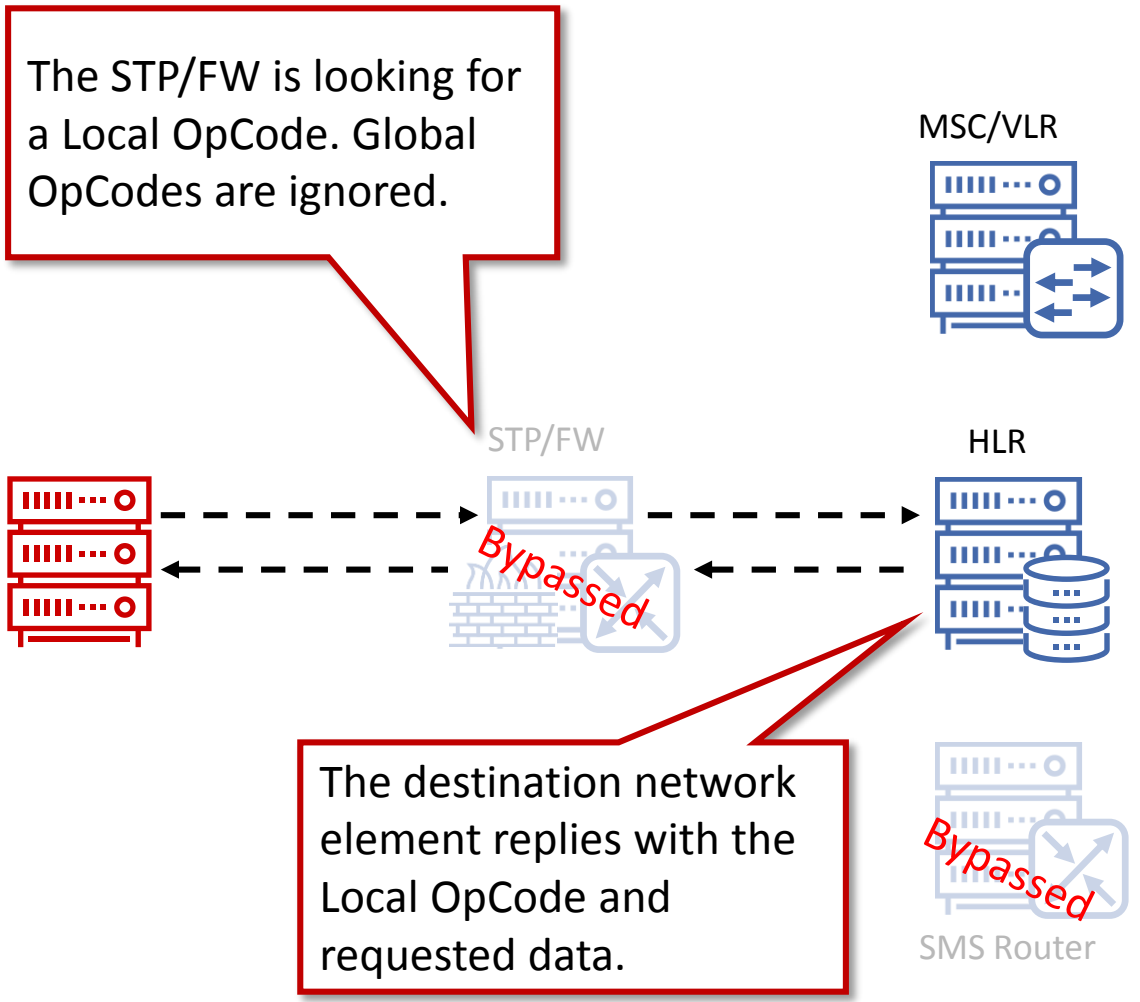 The STP/FW is looking for
a Local OpCode. Global
OpCodes are ignored.
MSC/VLR
STP/FW
HLR
Bypassed
The destination network
element replies with the
Local OpCode and
requested data.
Bypassed
SMS Router